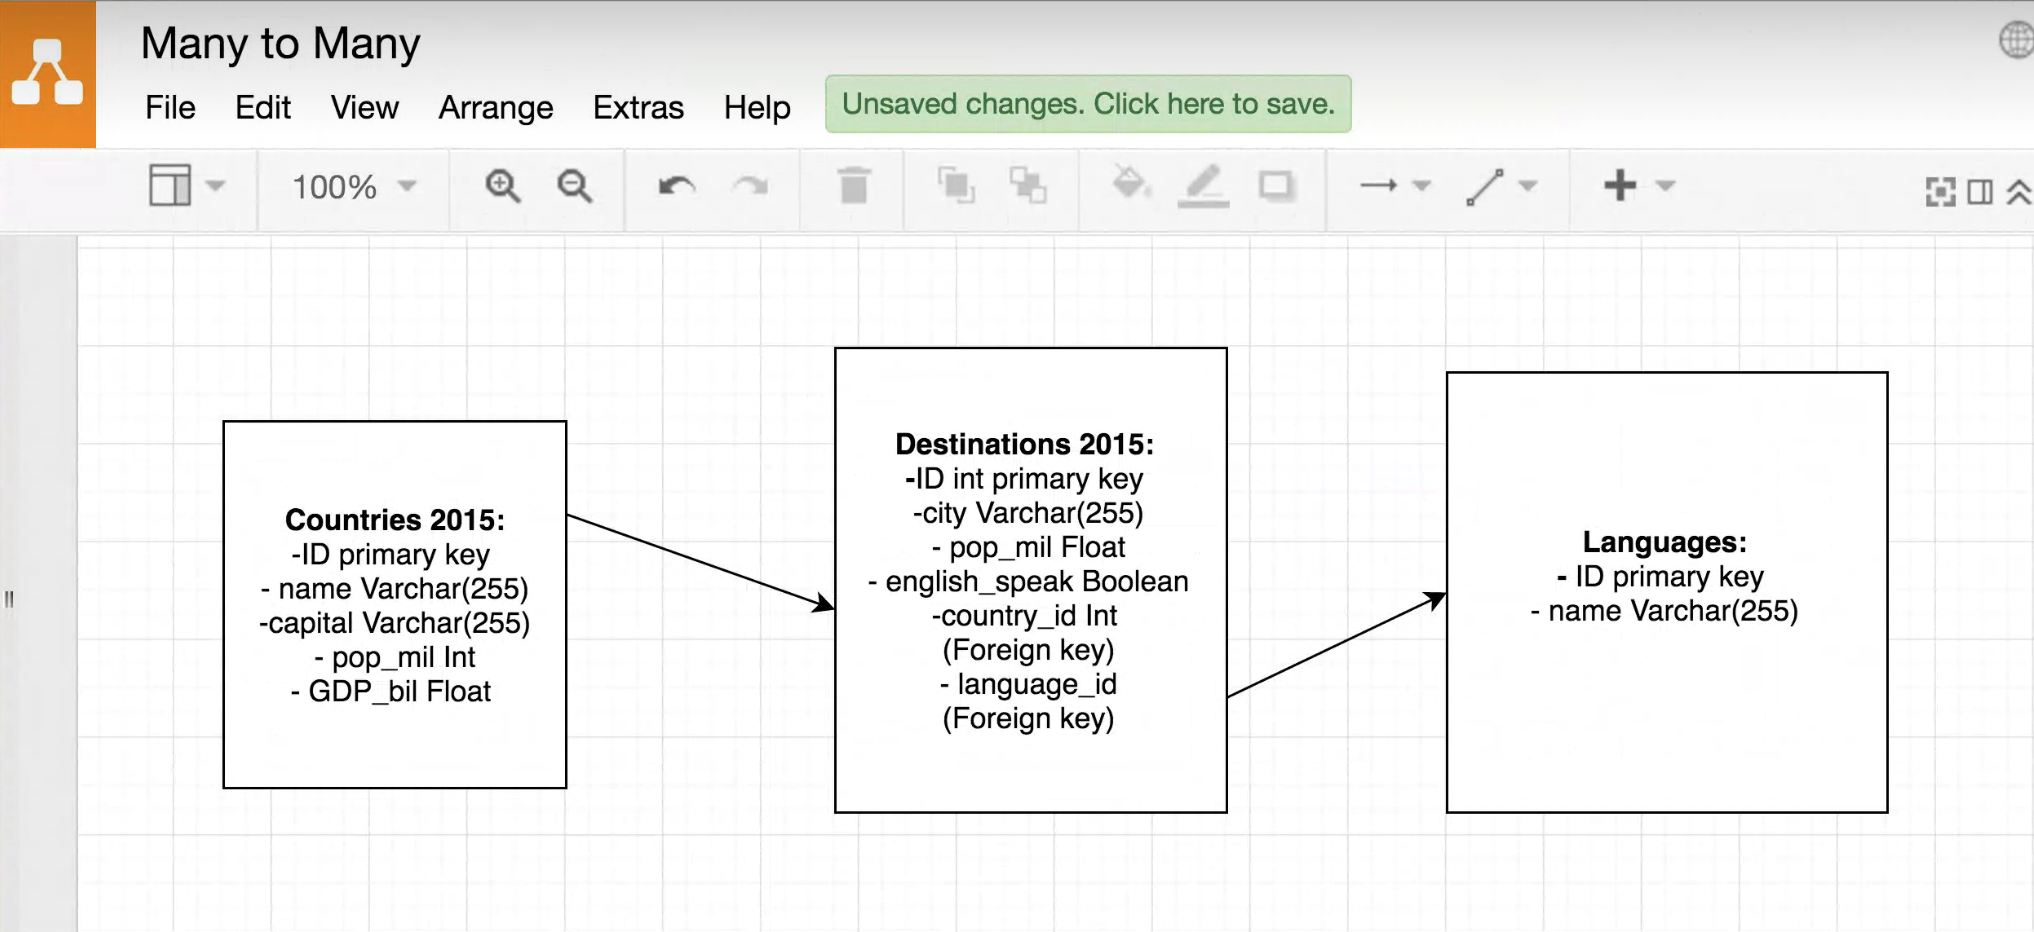 Many to Many
File Edit View Arrange Extras Help Unsaved changes. Click here to save.
100%
Countries 2015:
-ID primary key
- name Varchar(255)
-capital Varchar(255)
- pop_mil Int
- GDP_bil Float
Destinations 2015:
-ID int primary key
-city Varchar(255)
- pop_mil Float
- english_speak Boolean
-country_id Int
(Foreign key)
- language_id
(Foreign key)
Languages:
- ID primary key
- name Varchar(255)